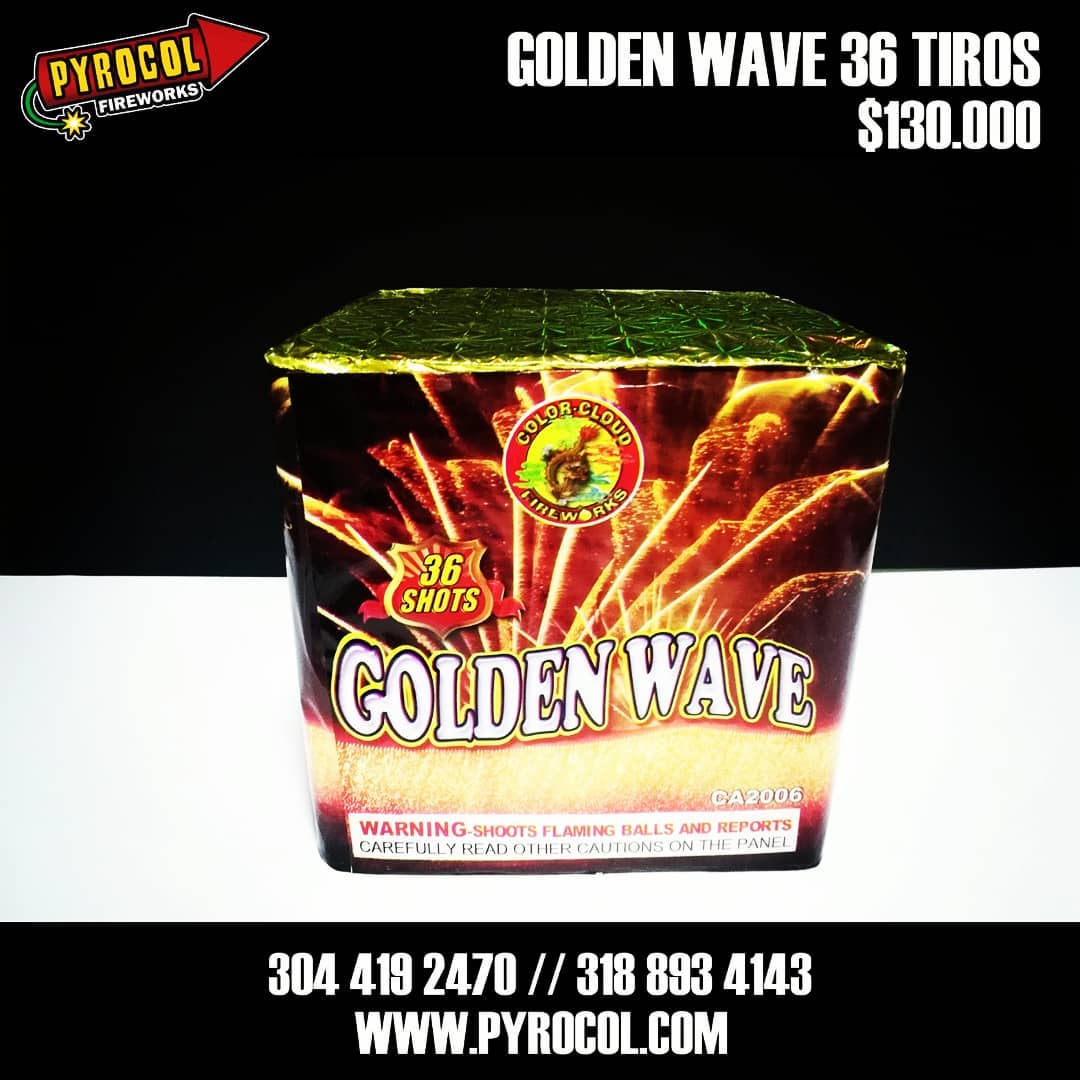 PYROCOL
FIREWORKS
GOLDEN WAVE 36 TIROS
$130.000
COLOR-CLOUD
FIREWORKS
36
SHOTS
GOLDEN WAVE
CA2006
WARNING-SHOOTS FLAMING BALLS AND REPORTS
CAREFULLY READ OTHER CAUTIONS ON THE PANEL
304 419 2470 // 318 893 4143
WWW.PYROCOL.COM